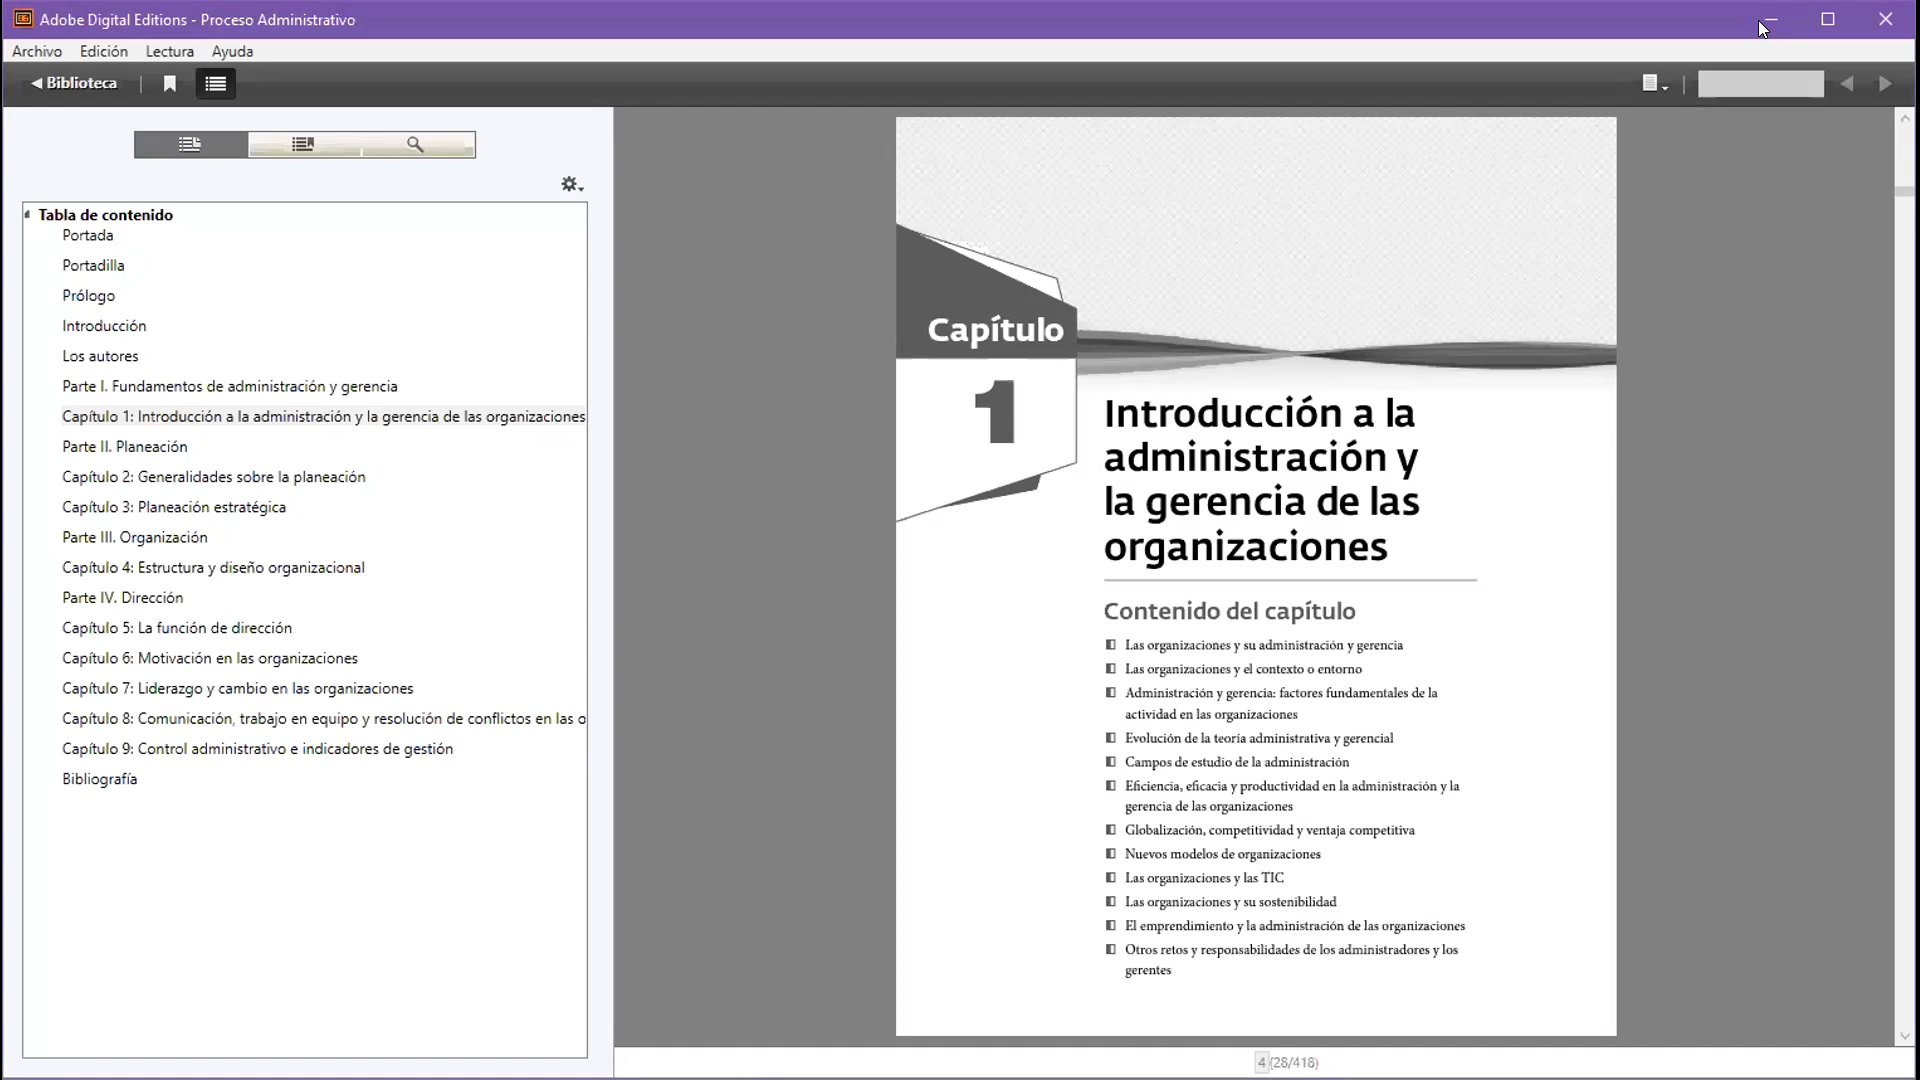 Adobe Digital Editions - Proceso Administrativo
Archivo Edición Lectura Ayuda
Biblioteca
Tabla de contenido
Portada
Portadilla
Prólogo
Introducción
Los autores
Parte I. Fundamentos de administración y gerencia
Capítulo 1: Introducción a la administración y la gerencia de las organizaciones
Parte II. Planeación
Capítulo 2: Generalidades sobre la planeación
Capítulo 3: Planeación estratégica
Parte III. Organización
Capítulo 4: Estructura y diseño organizacional
Parte IV. Dirección
Capítulo 5: La función de dirección
Capítulo 6: Motivación en las organizaciones
Capítulo 7: Liderazgo y cambio en las organizaciones
Capítulo 8: Comunicación, trabajo en equipo y resolución de conflictos en las o
Capítulo 9: Control administrativo e indicadores de gestión
Bibliografía
Capítulo
1
Introducción a la
administración y
la gerencia de las
organizaciones
Contenido del capítulo
Las organizaciones y su administración y gerencia
Las organizaciones y el contexto o entorno
Administración y gerencia: factores fundamentales de la
actividad en las organizaciones
Evolución de la teoría administrativa y gerencial
Campos de estudio de la administración
Eficiencia, eficacia y productividad en la administración y la
gerencia de las organizaciones
Globalización, competitividad y ventaja competitiva
Nuevos modelos de organizaciones
Las organizaciones y las TIC
Las organizaciones y su sostenibilidad
El emprendimiento y la administración de las organizaciones
Otros retos y responsabilidades de los administradores y los
gerentes
4 (28/418)